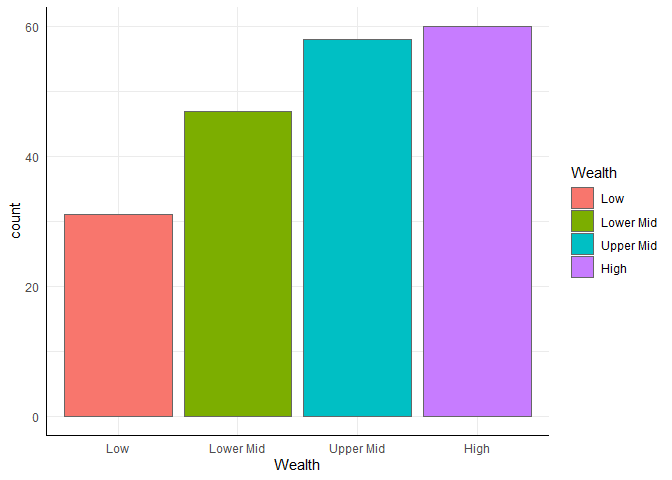 60
40
20
0
count
Low
Lower Mid
Upper Mid
High
Wealth
Wealth
Low
Lower Mid
Upper Mid
High